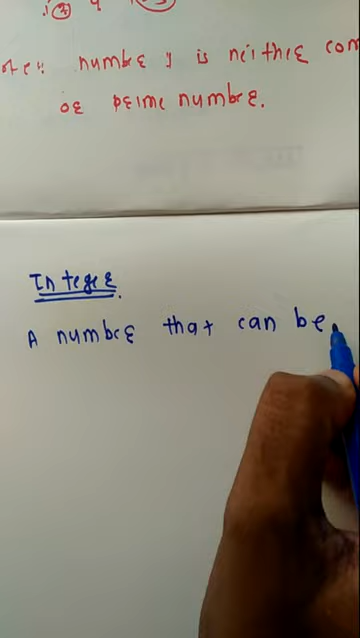 number 1 is neither com
or prime number.
Integer.
A number that can be